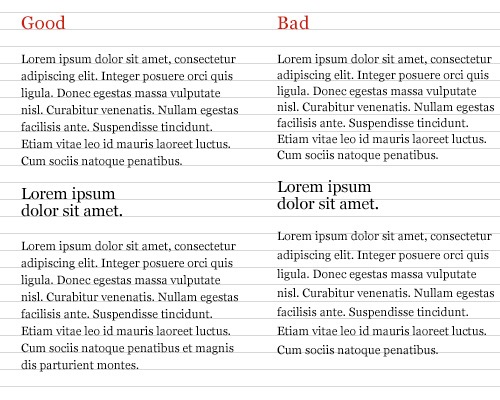 Good
Lorem ipsum dolor sit amet, consectetur
adipiscing elit. Integer posuere orci quis
ligula. Donec egestas massa vulputate
nisl. Curabitur venenatis. Nullam egestas
facilisis ante. Suspendisse tincidunt.
Etiam vitae leo id mauris laoreet luctus.
Cum sociis natoque penatibus.
Lorem ipsum
dolor sit amet.
Lorem ipsum dolor sit amet, consectetur
adipiscing elit. Integer posuere orci quis
ligula. Donec egestas massa vulputate
nisl. Curabitur venenatis. Nullam egestas
facilisis ante. Suspendisse tincidunt.
Etiam vitae leo id mauris laoreet luctus.
Cum sociis natoque penatibus et magnis
dis parturient montes.
Bad
Lorem ipsum dolor sit amet, consectetur
adipiscing elit. Integer posuere orci quis
ligula. Donec egestas massa vulputate
nisl. Curabitur venenatis. Nullam egestas
facilisis ante. Suspendisse tincidunt.
Etiam vitae leo id mauris laoreet luctus.
Cum sociis natoque penatibus.
Lorem ipsum
dolor sit amet.
Lorem ipsum dolor sit amet, consectetur
adipiscing elit. Integer posuere orci quis
ligula. Donec egestas massa vulputate
nisl. Curabitur venenatis. Nullam egestas
facilisis ante. Suspendisse tincidunt.
Etiam vitae leo id mauris laoreet luctus.
Cum sociis natoque penatibus.